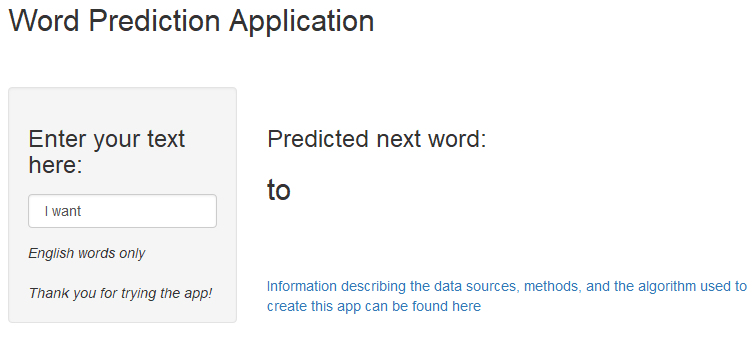 Word Prediction Application
Enter your text
here:
I want
English words only
Thank you for trying the app!
Predicted next word:
to
Information describing the data sources, methods, and the algorithm used to
create this app can be found here